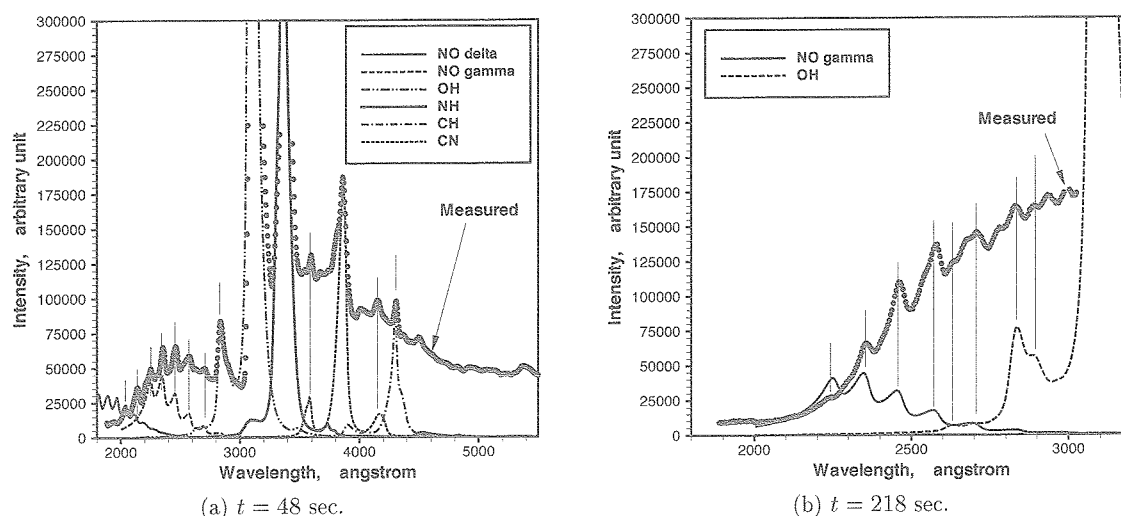 300000
275000
250000
225000
200000
175000
150000
125000
100000
75000
50000
25000
0
Intensity, arbitrary unit
NO delta
NO gamma
OH
NH
CH
CN
Measured
2000 3000 4000 5000
Wavelength, angstrom
(a) t = 48 sec.
300000
275000
250000
225000
200000
175000
150000
125000
100000
75000
50000
25000
0
Intensity, arbitrary unit
NO gamma
OH
Measured
2000 2500 3000
Wavelength, angstrom
(b) t = 218 sec.